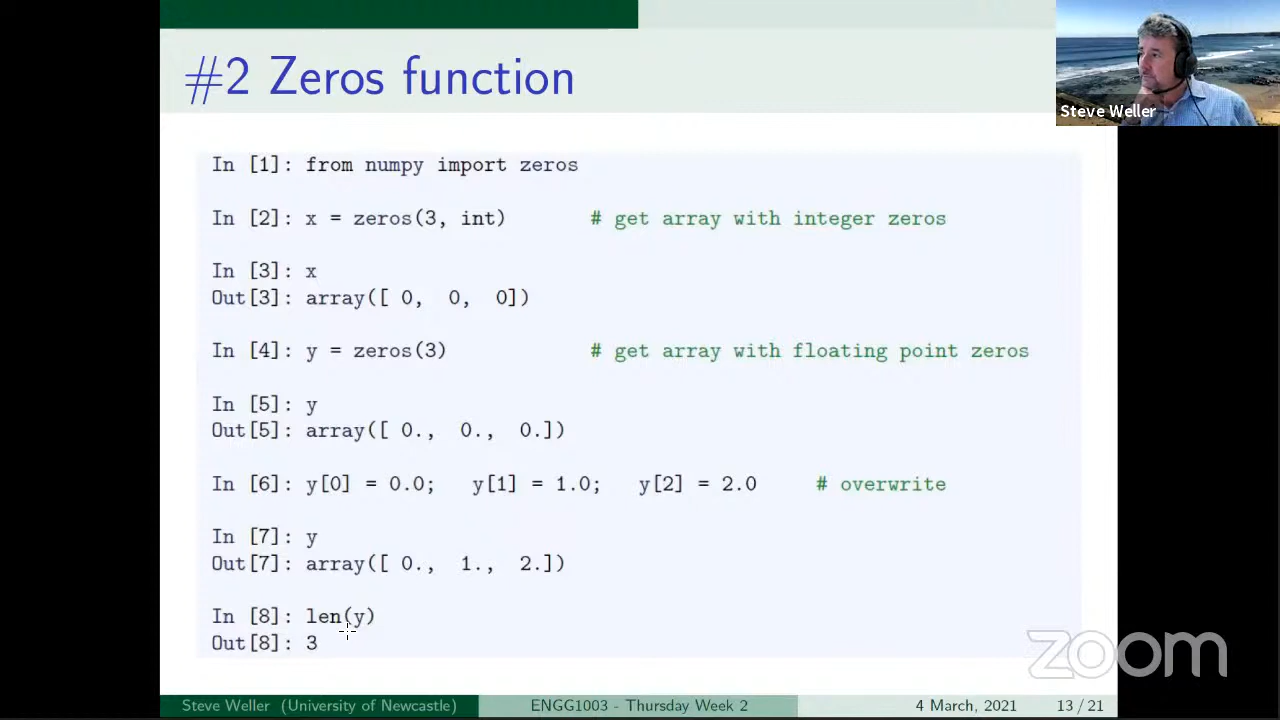 #2 Zeros function
Steve Weller
In [1]: from numpy import zeros
In [2]: x = zeros(3, int) # get array with integer zeros
In [3]: x
Out[3]: array([ 0, 0, 0])
In [4]: y = zeros(3) # get array with floating point zeros
In [5]: y
Out[5]: array([ 0., 0., 0.])
In [6]: y[0] = 0.0; y[1] = 1.0; y[2] = 2.0 # overwrite
In [7]: y
Out[7]: array([ 0., 1., 2.])
In [8]: len(y)
Out[8]: 3
zoom
Steve Weller (University of Newcastle) ENGG1003 - Thursday Week 2 4 March, 2021 13 / 21